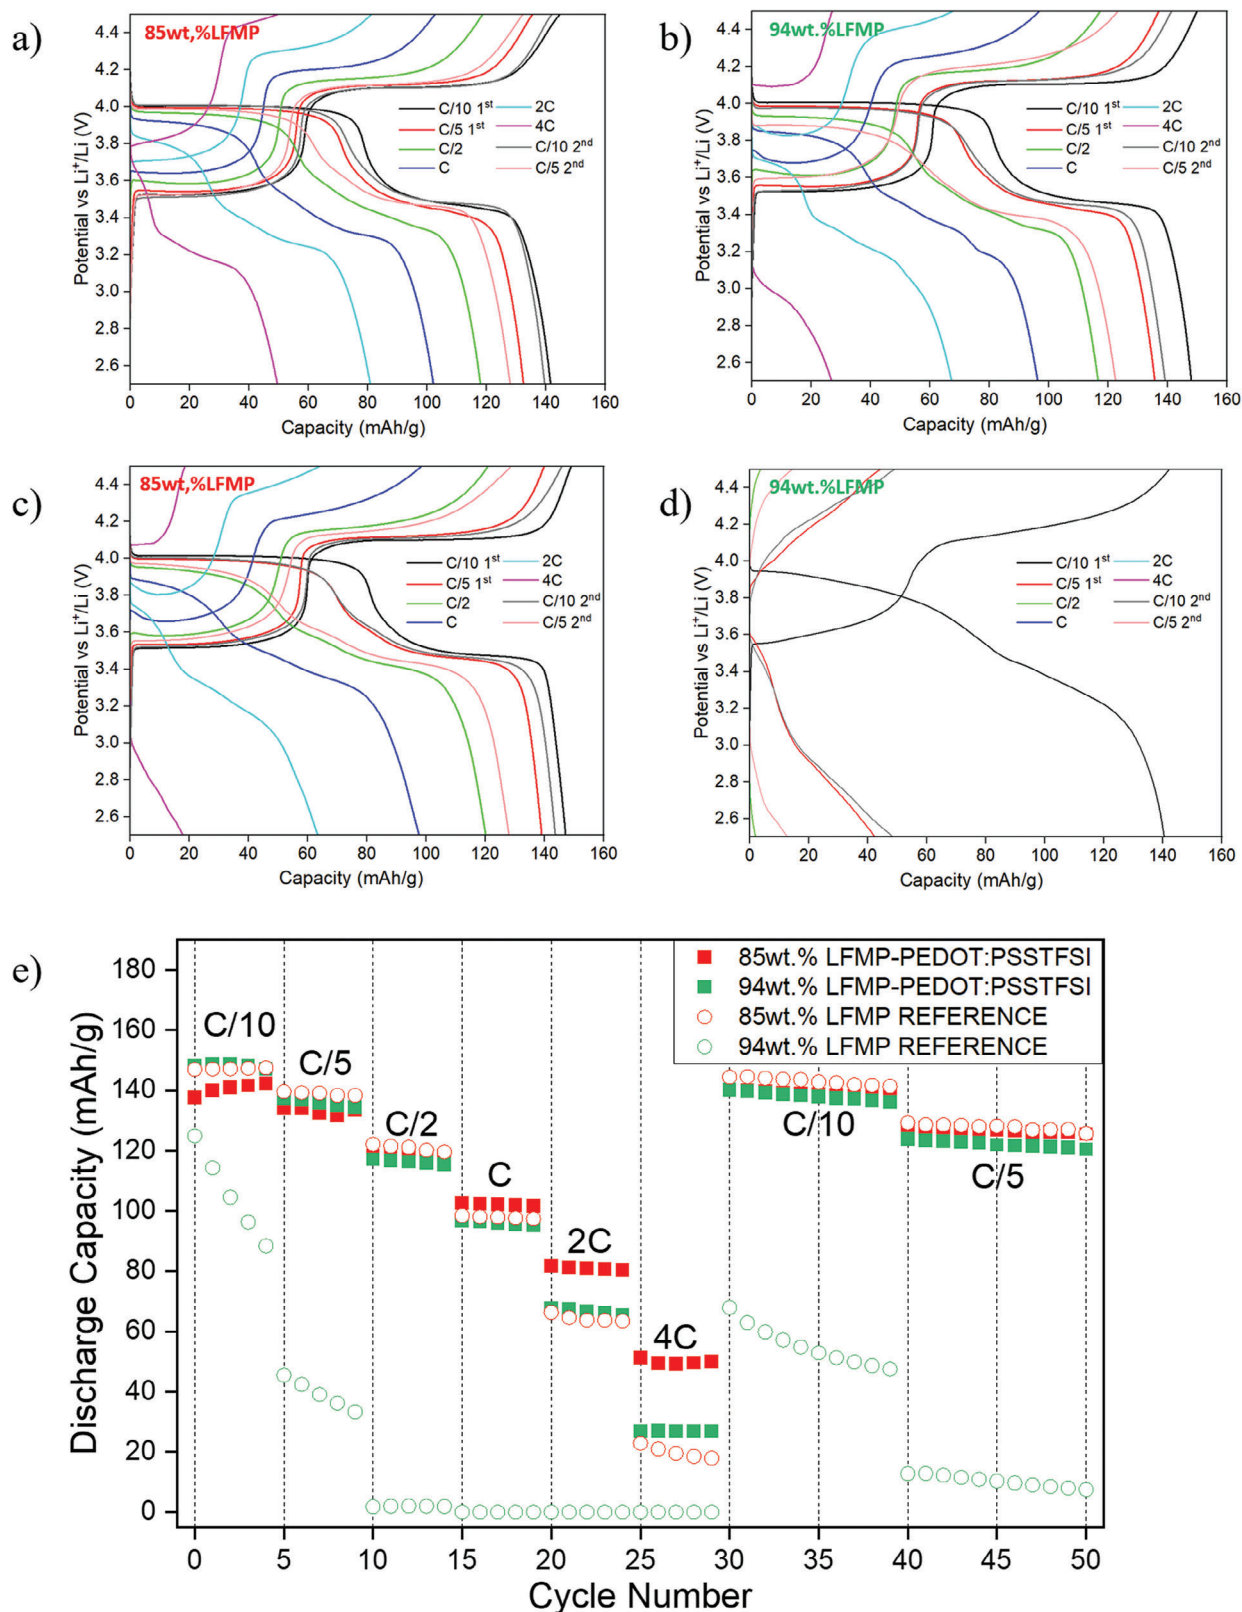 a)
85wt,%LFMP
Potential vs Li⁺/Li (V)
4.4
4.2
4.0
3.8
3.6
3.4
3.2
3.0
2.8
2.6
C/10 1ˢᵗ
C/5 1ˢᵗ
C/2
C
2C
4C
C/10 2ⁿᵈ
C/5 2ⁿᵈ
0 20 40 60 80 100 120 140 160
Capacity (mAh/g)
b)
94wt.%LFMP
Potential vs Li⁺/Li (V)
4.4
4.2
4.0
3.8
3.6
3.4
3.2
3.0
2.8
2.6
C/10 1ˢᵗ
C/5 1ˢᵗ
C/2
C
2C
4C
C/10 2ⁿᵈ
C/5 2ⁿᵈ
0 20 40 60 80 100 120 140 160
Capacity (mAh/g)
c)
85wt,%LFMP
Potential vs Li⁺/Li (V)
4.4
4.2
4.0
3.8
3.6
3.4
3.2
3.0
2.8
2.6
C/10 1ˢᵗ
C/5 1ˢᵗ
C/2
C
2C
4C
C/10 2ⁿᵈ
C/5 2ⁿᵈ
0 20 40 60 80 100 120 140 160
Capacity (mAh/g)
d)
94wt.%LFMP
Potential vs Li⁺/Li (V)
4.4
4.2
4.0
3.8
3.6
3.4
3.2
3.0
2.8
2.6
C/10 1ˢᵗ
C/5 1ˢᵗ
C/2
C
2C
4C
C/10 2ⁿᵈ
C/5 2ⁿᵈ
0 20 40 60 80 100 120 140 160
Capacity (mAh/g)
e)
Discharge Capacity (mAh/g)
180
160
140
120
100
80
60
40
20
0
85wt.% LFMP-PEDOT:PSSTFSI
94wt.% LFMP-PEDOT:PSSTFSI
85wt.% LFMP REFERENCE
94wt.% LFMP REFERENCE
C/10
C/5
C/2
C
2C
4C
C/10
C/5
0 5 10 15 20 25 30 35 40 45 50
Cycle Number